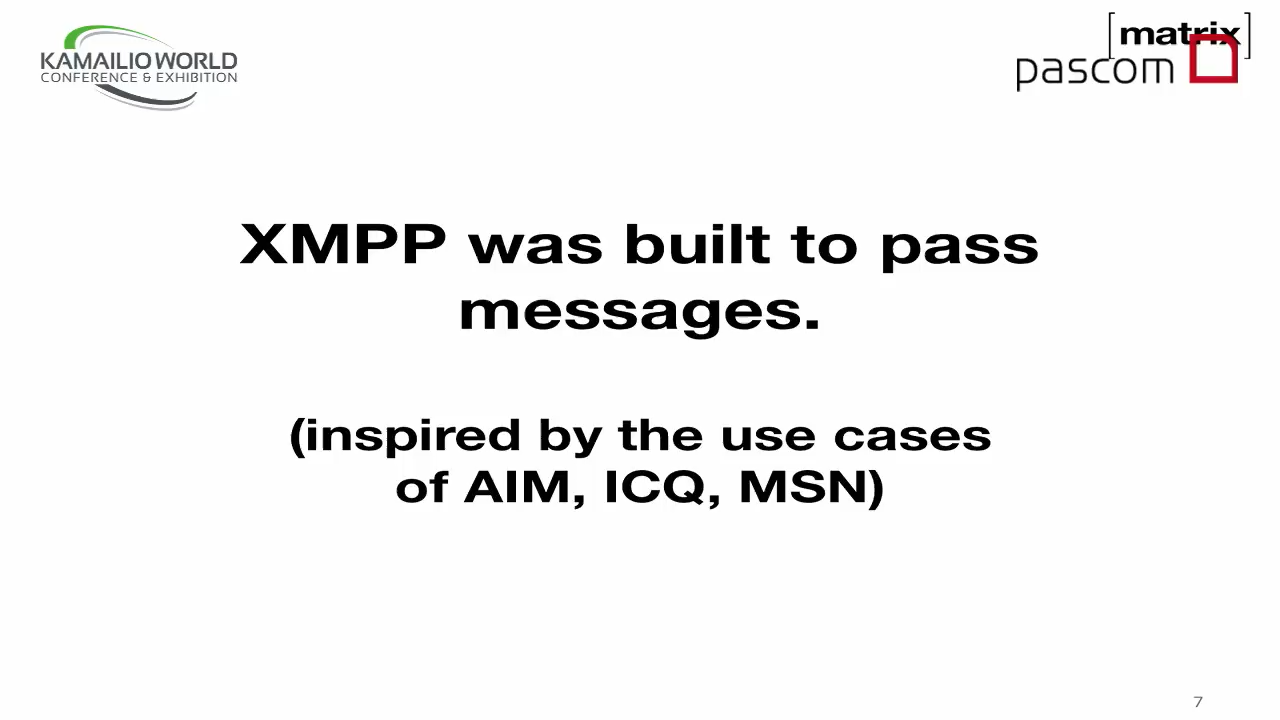 KAMAILIO WORLD
CONFERENCE & EXHIBITION
[matrix]
pascom
XMPP was built to pass
messages.
(inspired by the use cases
of AIM, ICQ, MSN)
7